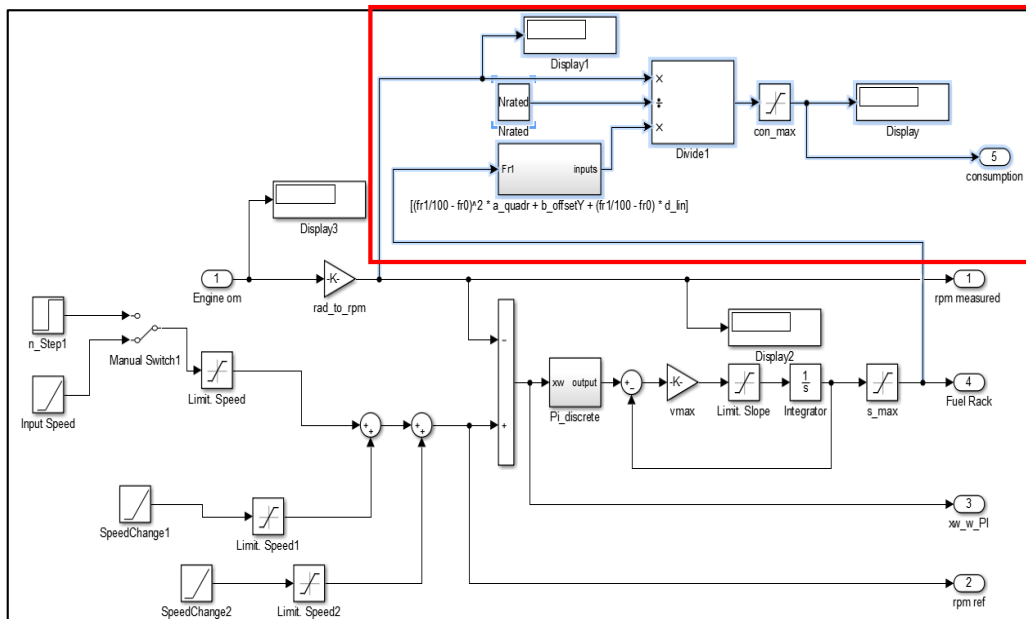 Display1
Nrated
Nrated
×
÷
×
Divide1
con_max
Display
5
consumption
Fr1
inputs
[(fr1/100 - fr0)^2 * a_quadr + b_offsetY + (fr1/100 - fr0) * d_lin]
Display3
1
Engine om
-K-
rad_to_rpm
1
rpm measured
n_Step1
Manual Switch1
Limit. Speed
Input Speed
−
+
xw output
Pi_discrete
+
−
-K-
vmax
Display2
Limit. Slope
1
s
Integrator
s_max
4
Fuel Rack
+
+
+
+
SpeedChange1
Limit. Speed1
3
xw_w_PI
SpeedChange2
Limit. Speed2
2
rpm ref